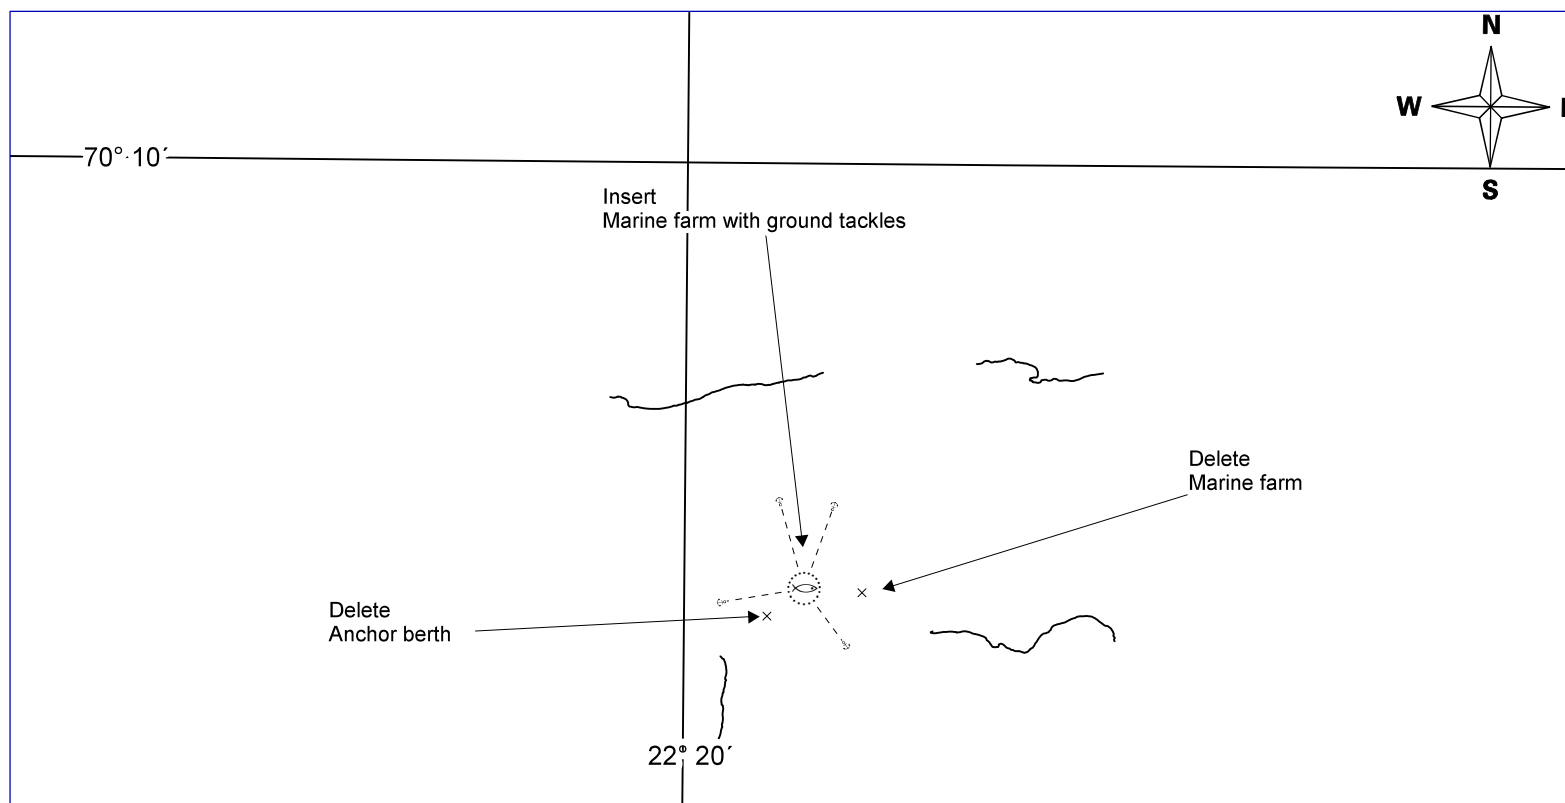 N
W
S
70° 10´
Insert
Marine farm with ground tackles
Delete
Marine farm
Delete
Anchor berth
22° 20´